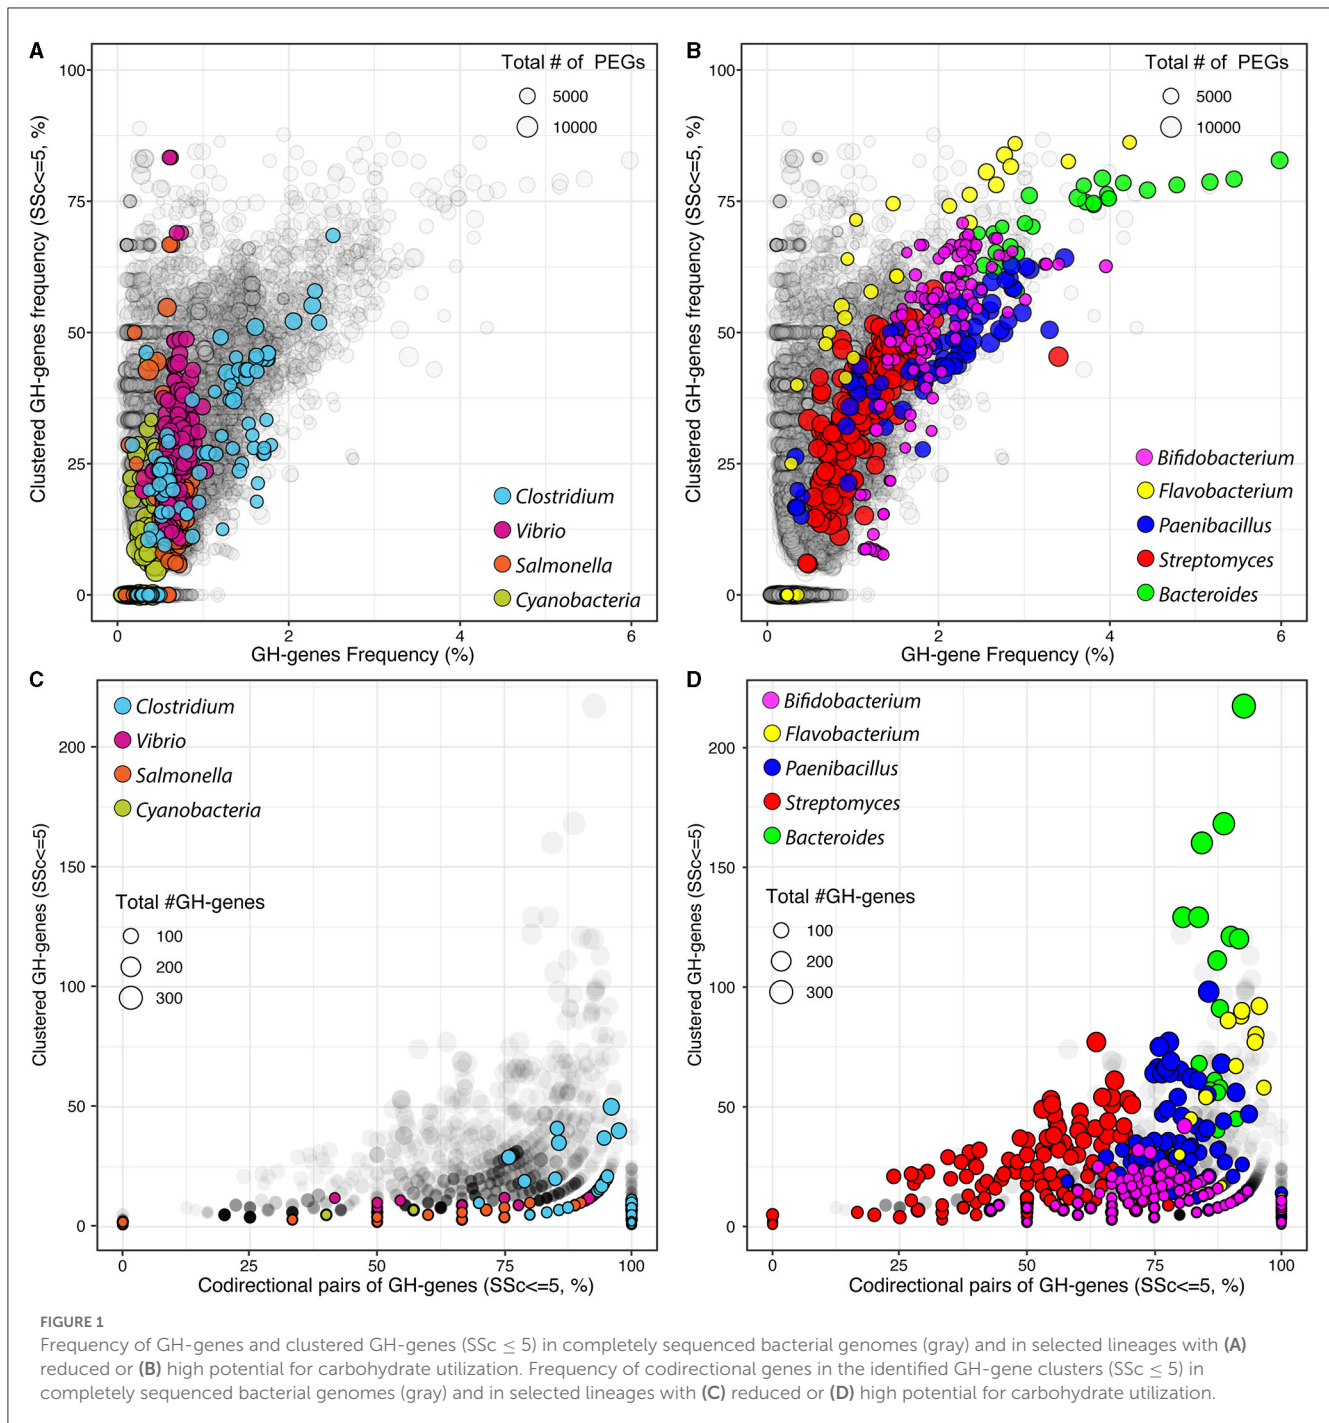 A
Total # of PEGs
5000
10000
Clustered GH-genes frequency (SSc<=5, %)
100
75
50
25
0
Clostridium
Vibrio
Salmonella
Cyanobacteria
0 2 4 6
GH-genes Frequency (%)
B
Total # of PEGs
5000
10000
Clustered GH-genes frequency (SSc<=5, %)
100
75
50
25
0
Bifidobacterium
Flavobacterium
Paenibacillus
Streptomyces
Bacteroides
0 2 4 6
GH-gene Frequency (%)
C
Clostridium
Vibrio
Salmonella
Cyanobacteria
Total #GH-genes
100
200
300
Clustered GH-genes (SSc<=5)
200
150
100
50
0
0 25 50 75 100
Codirectional pairs of GH-genes (SSc<=5, %)
D
Bifidobacterium
Flavobacterium
Paenibacillus
Streptomyces
Bacteroides
Total #GH-genes
100
200
300
Clustered GH-genes (SSc<=5)
200
150
100
50
0
0 25 50 75 100
Codirectional pairs of GH-genes (SSc<=5, %)
FIGURE 1
Frequency of GH-genes and clustered GH-genes (SSc ≤ 5) in completely sequenced bacterial genomes (gray) and in selected lineages with (A)
reduced or (B) high potential for carbohydrate utilization. Frequency of codirectional genes in the identified GH-gene clusters (SSc ≤ 5) in
completely sequenced bacterial genomes (gray) and in selected lineages with (C) reduced or (D) high potential for carbohydrate utilization.